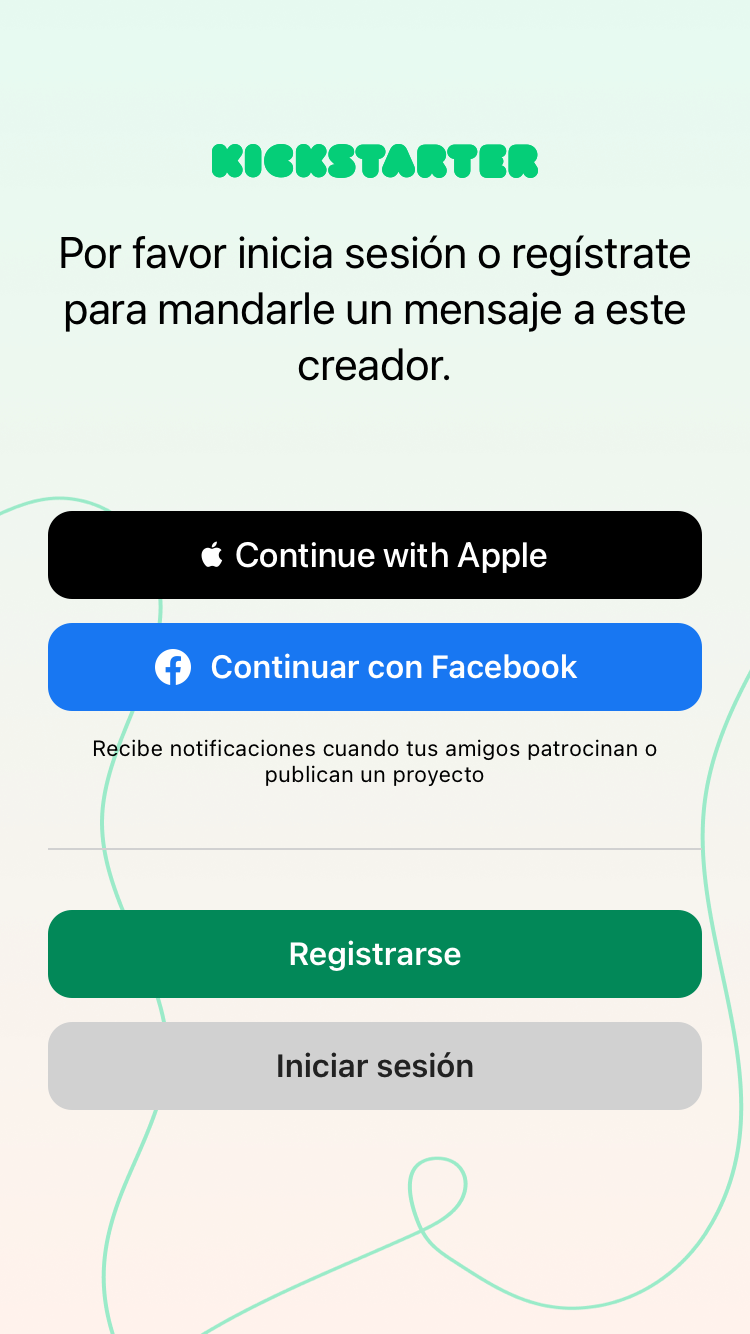 KICKSTARTER
Por favor inicia sesión o regístrate
para mandarle un mensaje a este
creador.
Continue with Apple
Continuar con Facebook
Recibe notificaciones cuando tus amigos patrocinan o
publican un proyecto
Registrarse
Iniciar sesión